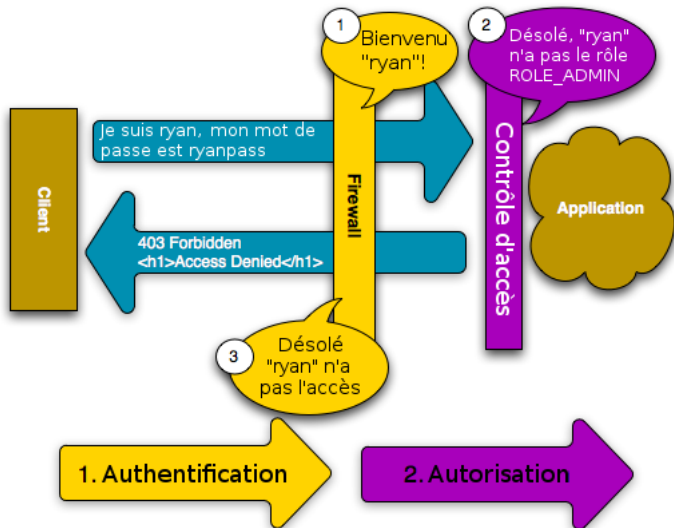 1
Bienvenu
"ryan"!
2
Désolé, "ryan"
n'a pas le rôle
ROLE_ADMIN
Je suis ryan, mon mot de
passe est ryanpass
Client
Firewall
Contrôle d'accès
Application
403 Forbidden
<h1>Access Denied</h1>
3
Désolé
"ryan" n'a
pas l'accès
1. Authentification
2. Autorisation